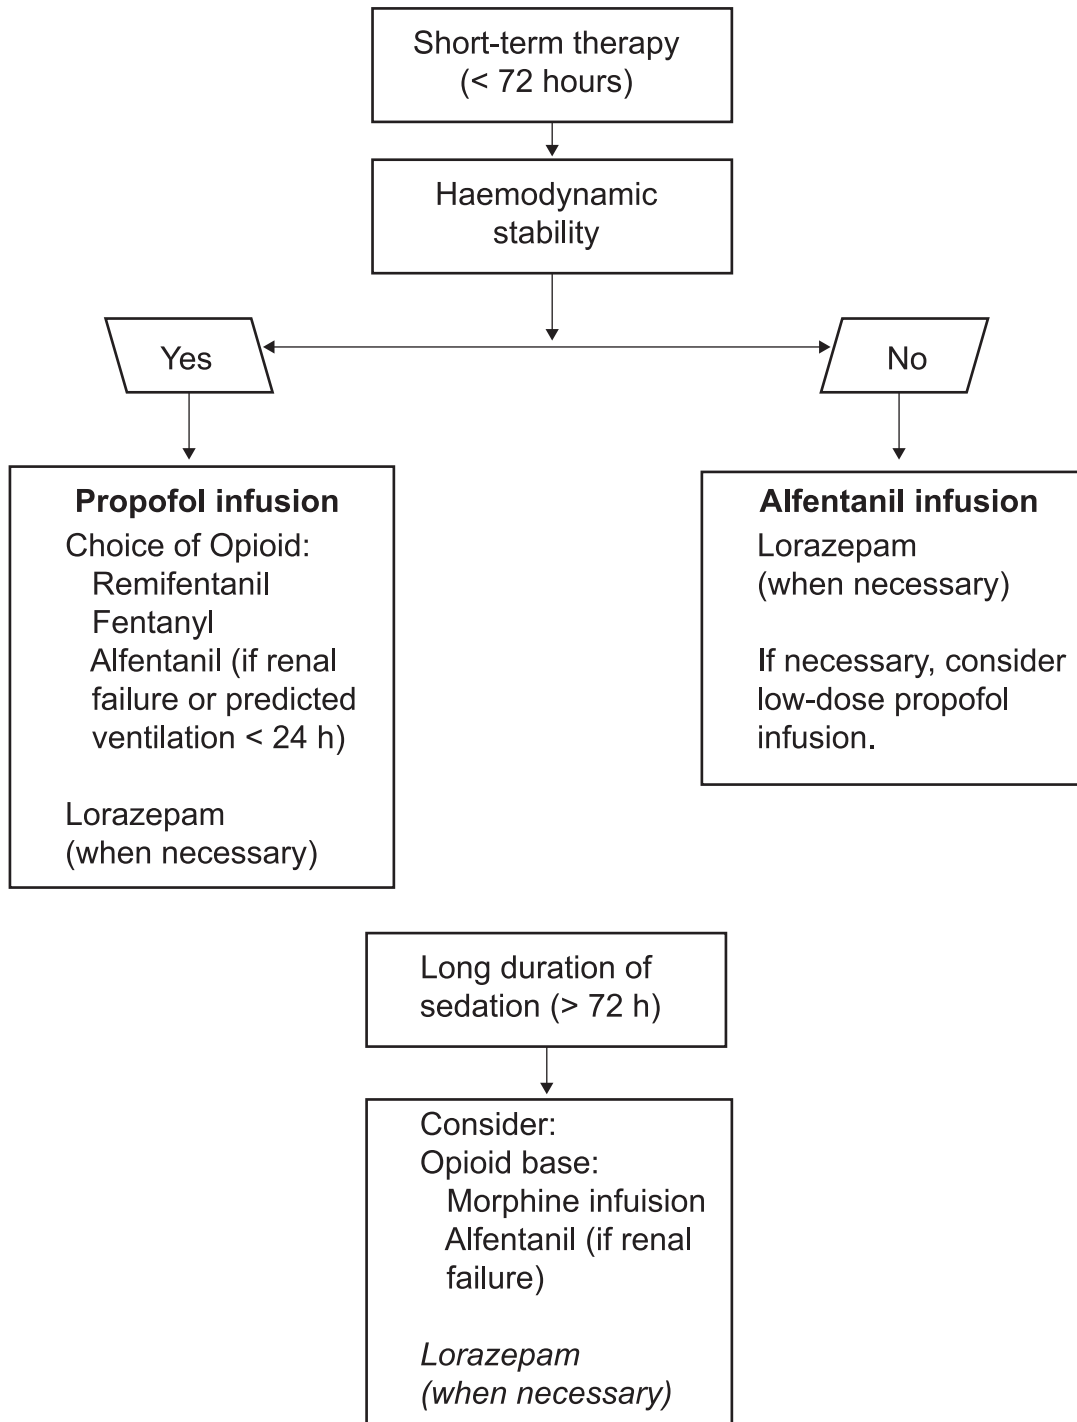 Short-term therapy
(< 72 hours)
Haemodynamic
stability
Yes
No
Propofol infusion
Choice of Opioid:
Remifentanil
Fentanyl
Alfentanil (if renal
failure or predicted
ventilation < 24 h)
Lorazepam
(when necessary)
Alfentanil infusion
Lorazepam
(when necessary)
If necessary, consider
low-dose propofol
infusion.
Long duration of
sedation (> 72 h)
Consider:
Opioid base:
Morphine infuision
Alfentanil (if renal
failure)
Lorazepam
(when necessary)